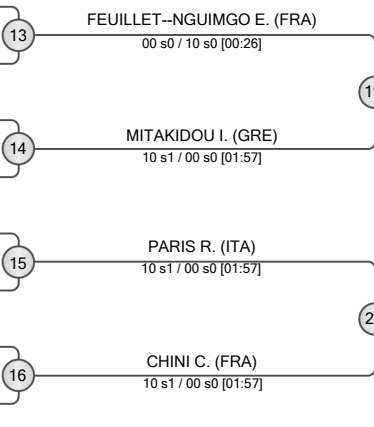 13
FEUILLET--NGUIMGO E. (FRA)
00 s0 / 10 s0 [00:26]
14
MITAKIDOU I. (GRE)
10 s1 / 00 s0 [01:57]
15
PARIS R. (ITA)
10 s1 / 00 s0 [01:57]
16
CHINI C. (FRA)
10 s1 / 00 s0 [01:57]